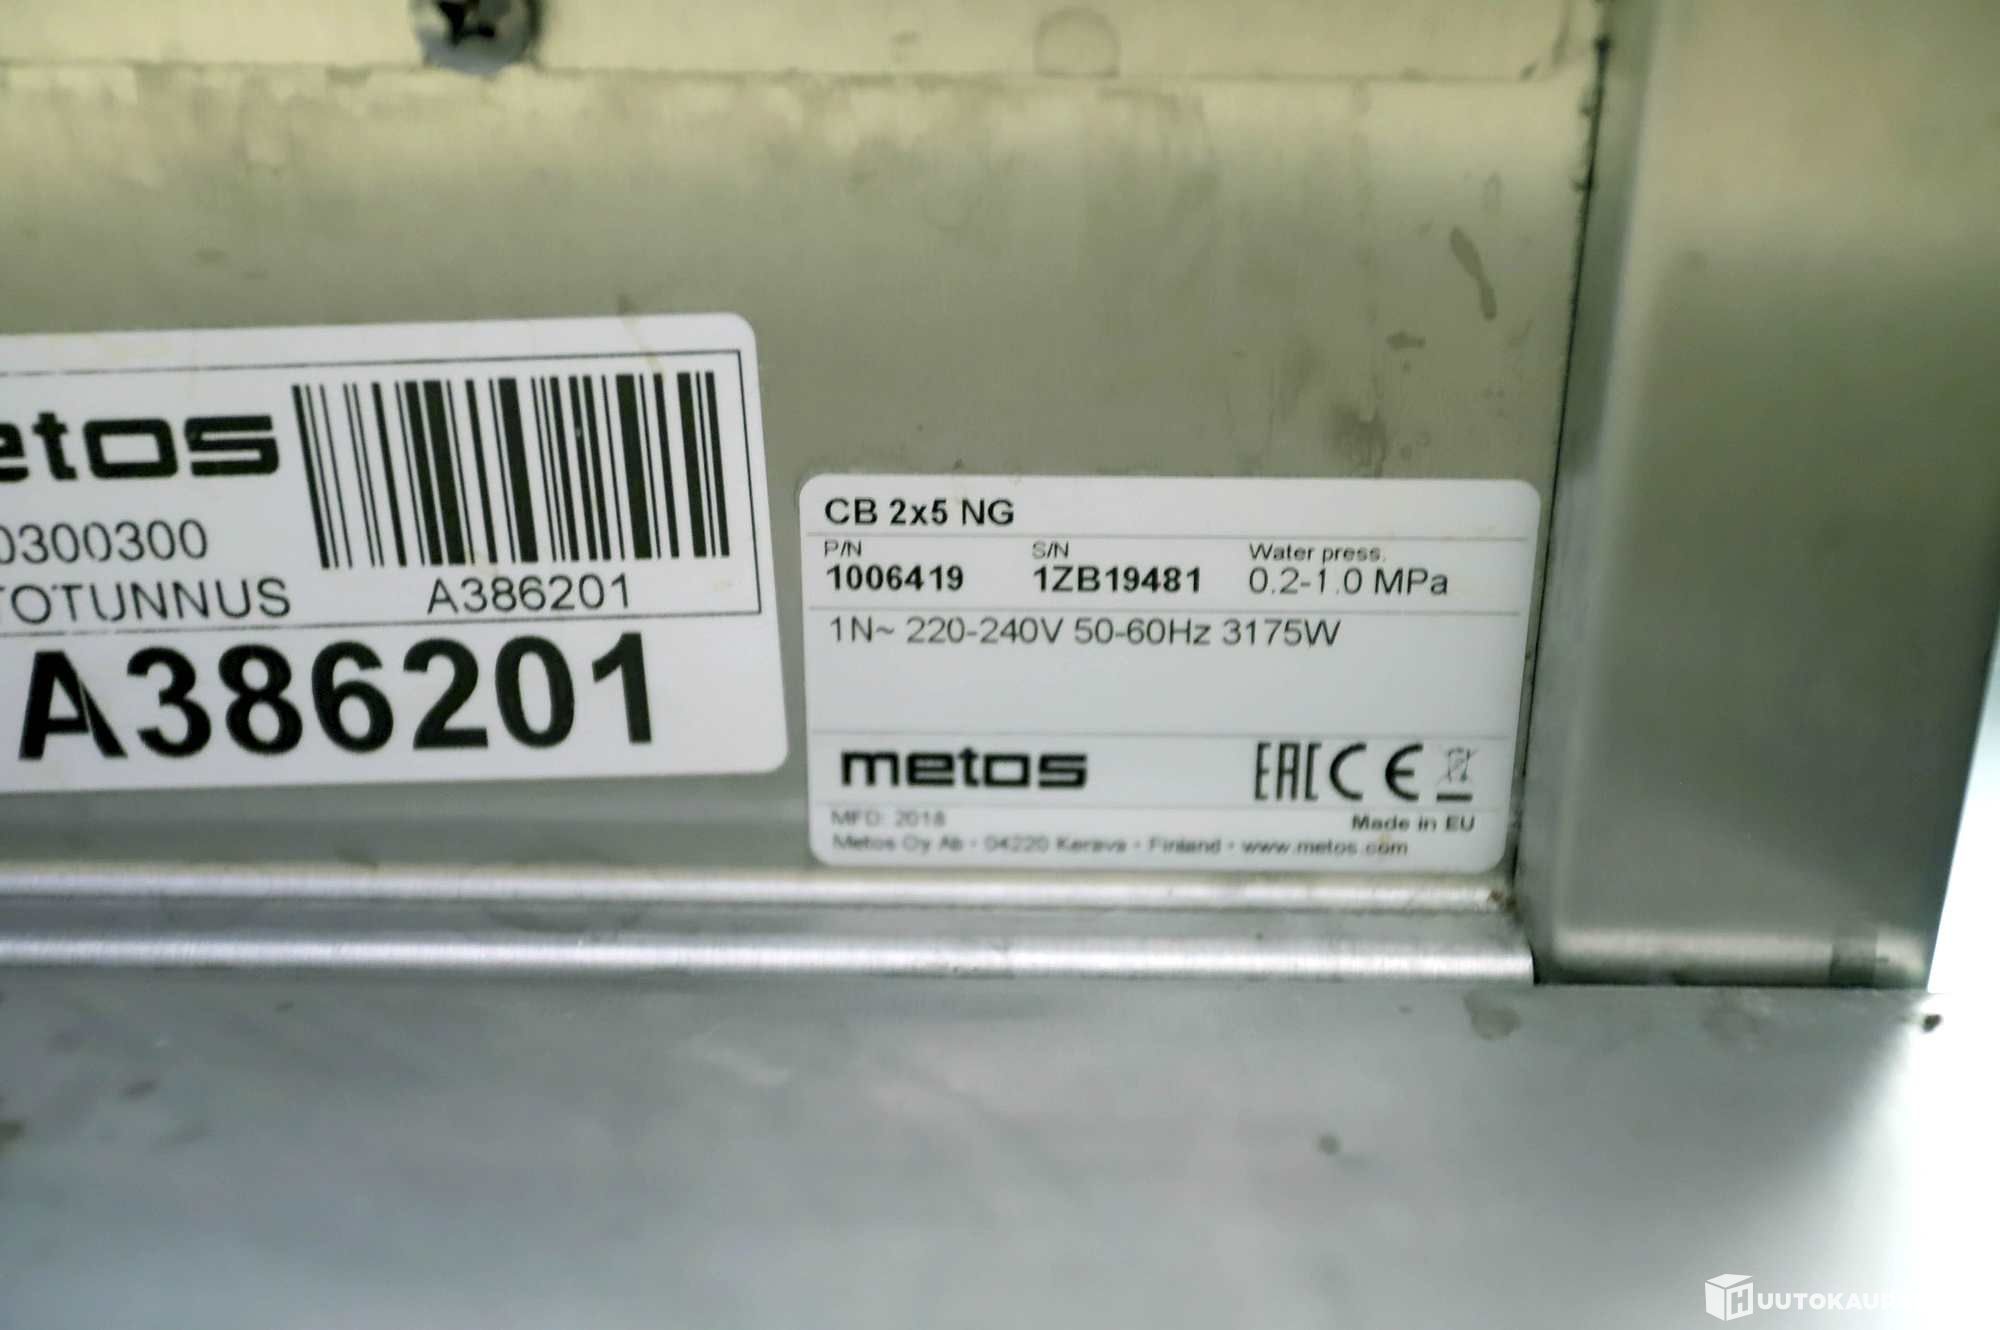 etos
0300300
TOTUNNUS
A386201
A386201
CB 2x5 NG
P/N S/N Water press.
1006419 1ZB19481 0.2-1.0 MPa
1N~ 220-240V 50-60Hz 3175W
metos EAC CE
MFD: 2018 Made in EU
Metos Oy Ab · 04220 Kerava · Finland · www.metos.com
HUUTOKAUP